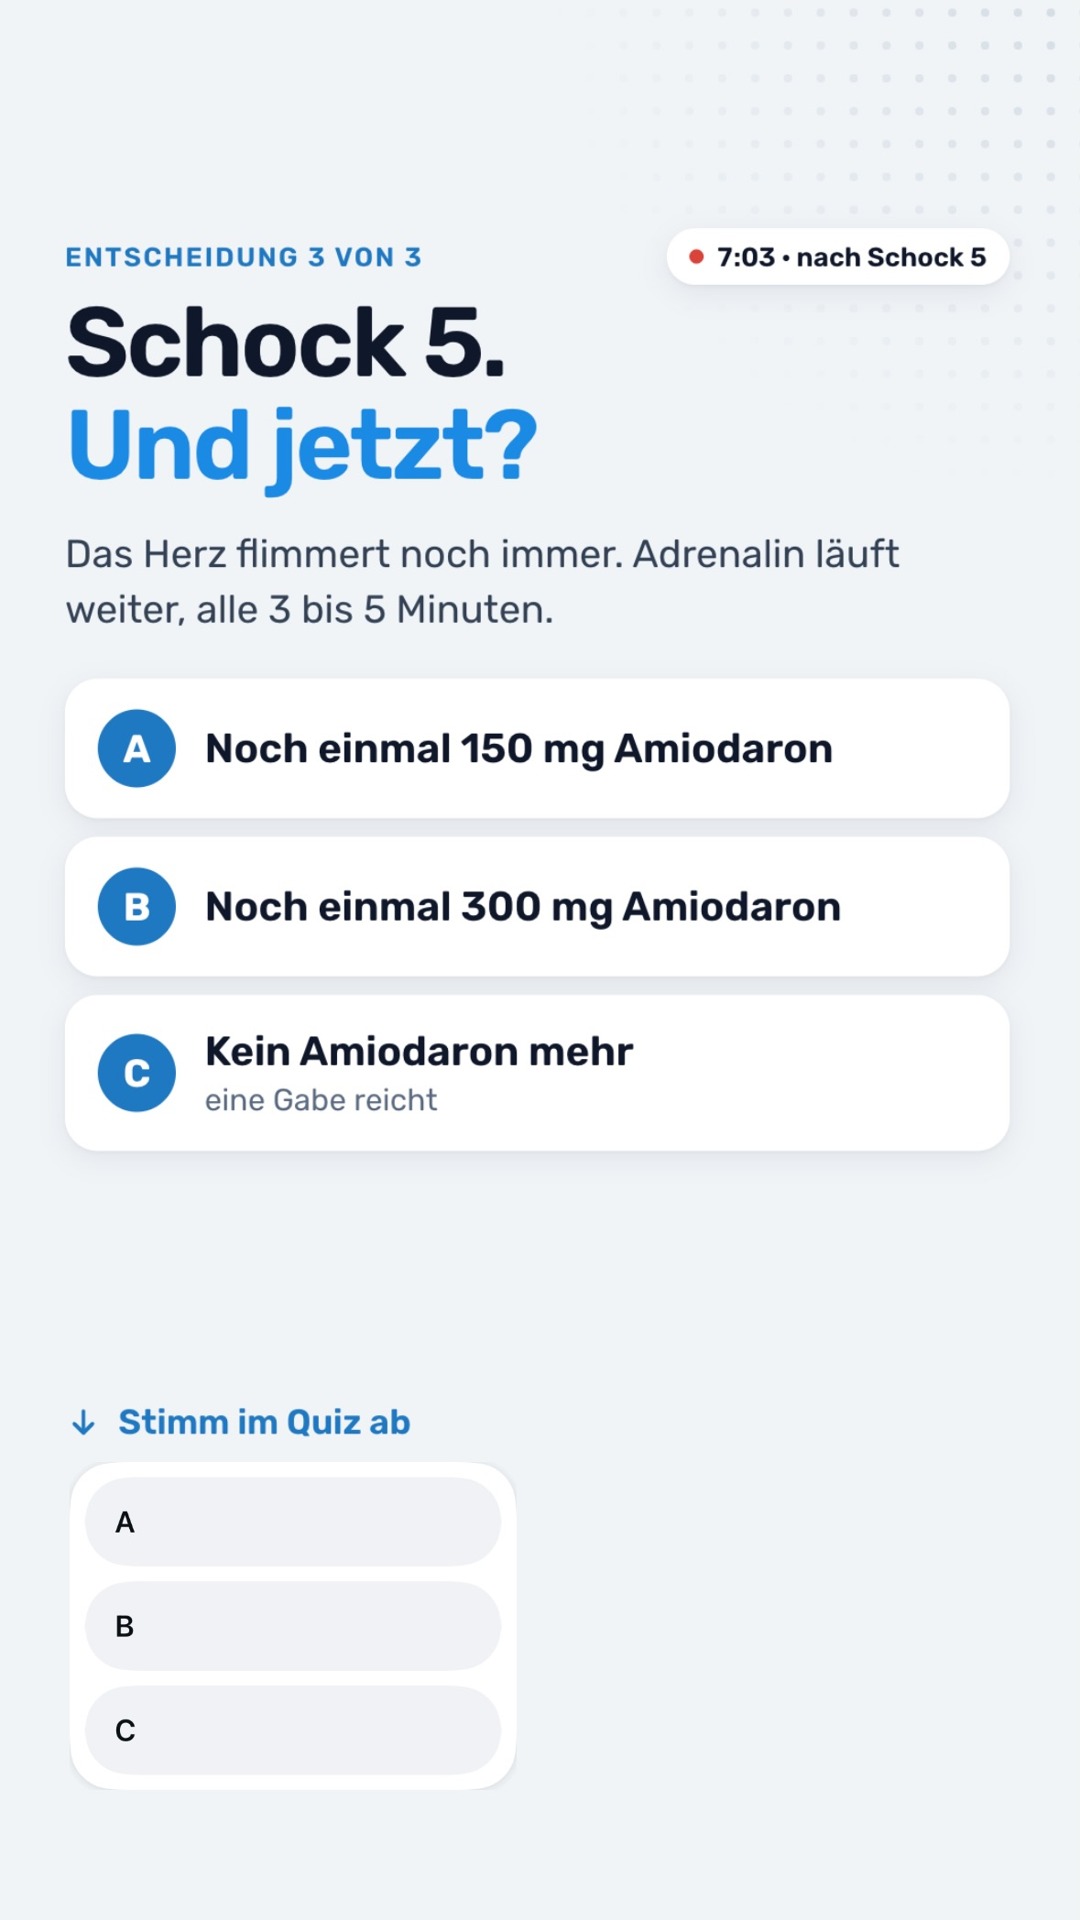 ENTSCHEIDUNG 3 VON 3
7:03 • nach Schock 5
Schock 5.
Und jetzt?
Das Herz flimmert noch immer. Adrenalin läuft
weiter, alle 3 bis 5 Minuten.
A Noch einmal 150 mg Amiodaron
B Noch einmal 300 mg Amiodaron
C Kein Amiodaron mehr
eine Gabe reicht
↓ Stimm im Quiz ab
A
B
C